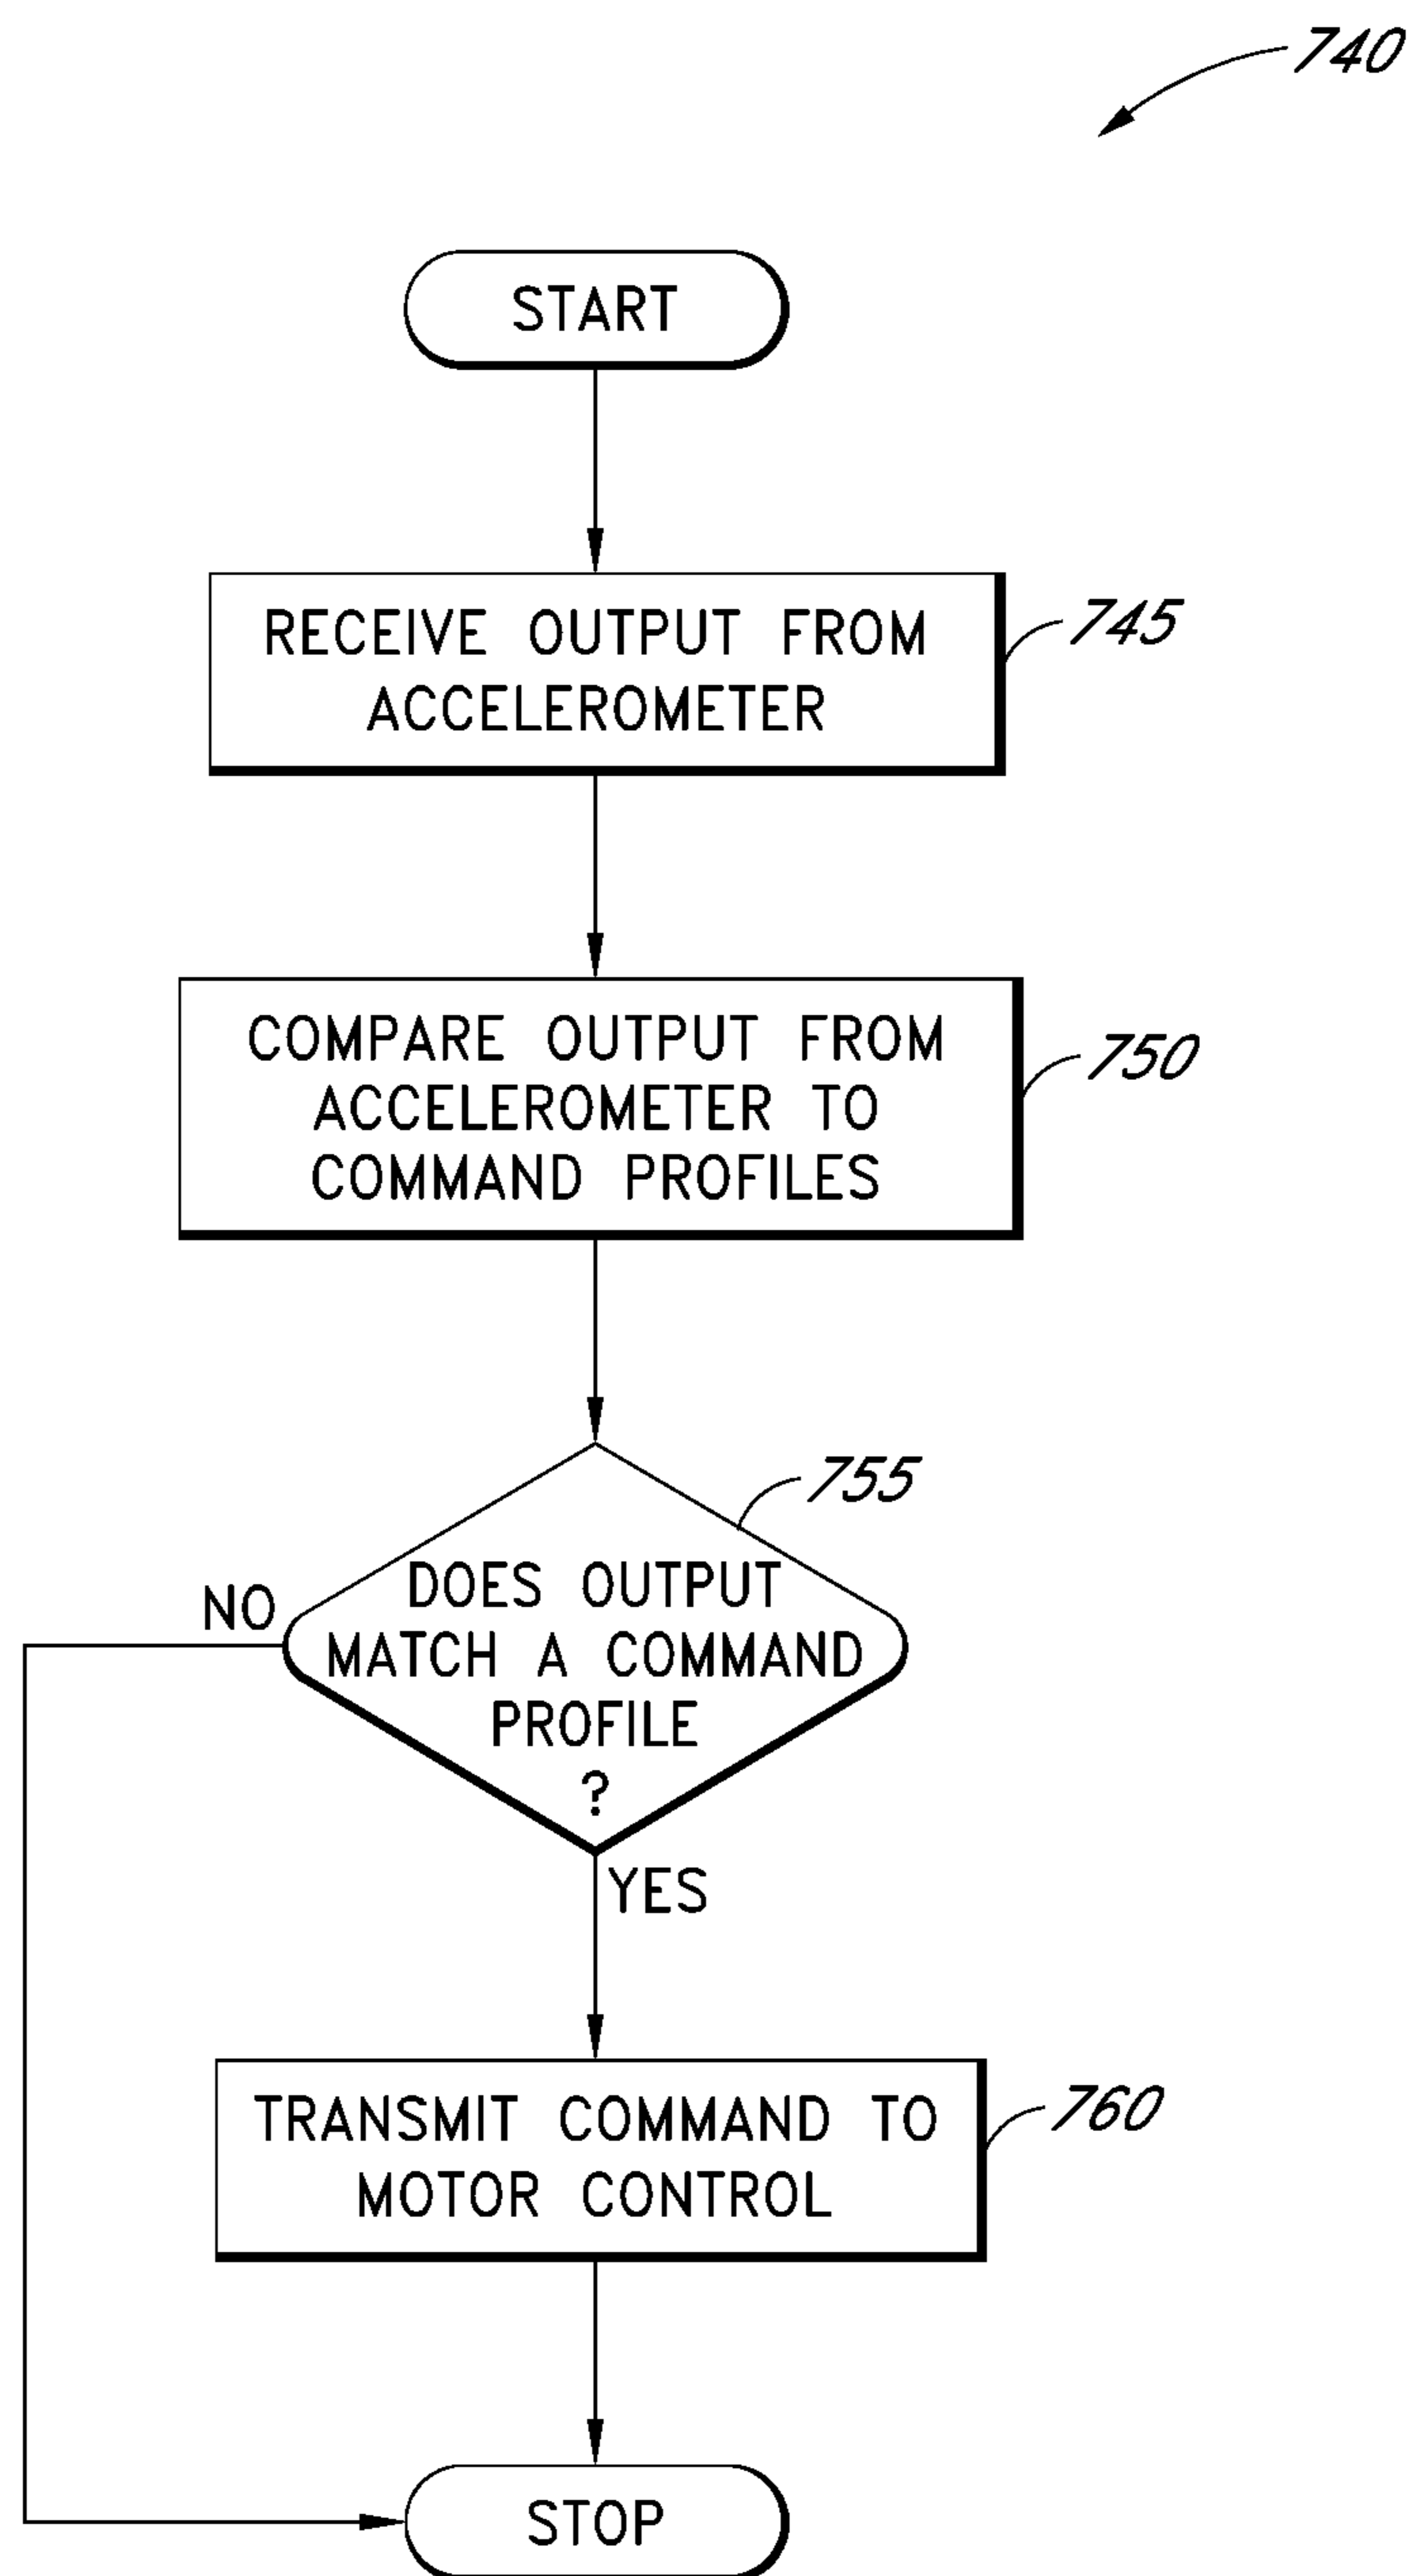 740
START
RECEIVE OUTPUT FROM
ACCELEROMETER
745
COMPARE OUTPUT FROM
ACCELEROMETER TO
COMMAND PROFILES
750
755
DOES OUTPUT
MATCH A COMMAND
PROFILE
?
NO
YES
TRANSMIT COMMAND TO
MOTOR CONTROL
760
STOP